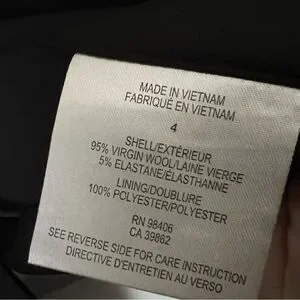 MADE IN VIETNAM
FABRIQUÉ EN VIETNAM
4
SHELL/EXTÉRIEUR
95% VIRGIN WOOL/LAINE VIERGE
5% ELASTANE/ÉLASTHANNE
LINING/DOUBLURE
100% POLYESTER/POLYESTER
RN 98406
CA 39862
SEE REVERSE SIDE FOR CARE INSTRUCTION
DIRECTIVE D'ENTRETIEN AU VERSO